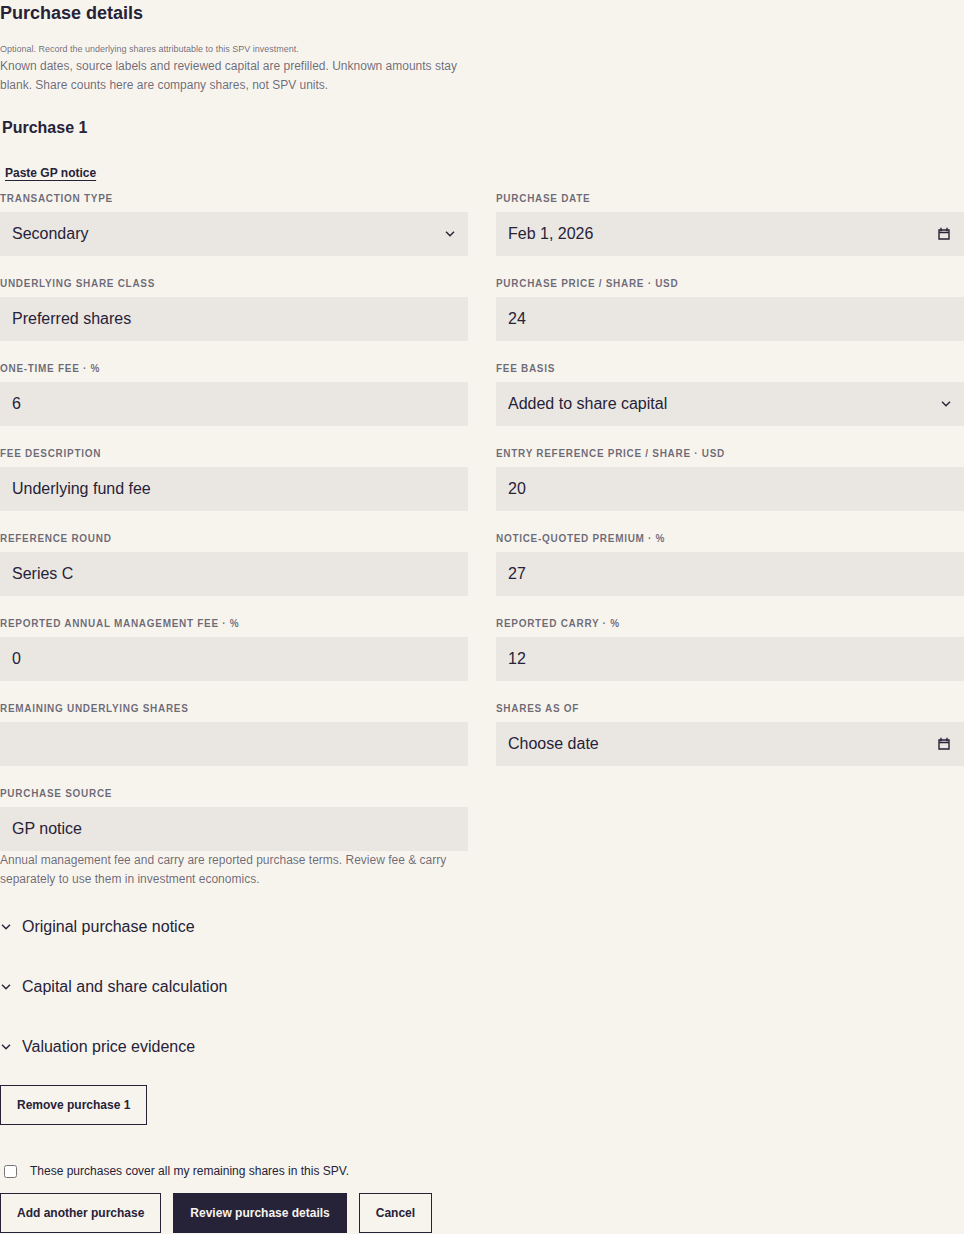 Purchase details
Optional. Record the underlying shares attributable to this SPV investment.
Known dates, source labels and reviewed capital are prefilled. Unknown amounts stay
blank. Share counts here are company shares, not SPV units.
Purchase 1
Paste GP notice
TRANSACTION TYPE
Secondary
PURCHASE DATE
Feb 1, 2026
UNDERLYING SHARE CLASS
Preferred shares
PURCHASE PRICE / SHARE · USD
24
ONE-TIME FEE · %
6
FEE BASIS
Added to share capital
FEE DESCRIPTION
Underlying fund fee
ENTRY REFERENCE PRICE / SHARE · USD
20
REFERENCE ROUND
Series C
NOTICE-QUOTED PREMIUM · %
27
REPORTED ANNUAL MANAGEMENT FEE · %
0
REPORTED CARRY · %
12
REMAINING UNDERLYING SHARES
SHARES AS OF
Choose date
PURCHASE SOURCE
GP notice
Annual management fee and carry are reported purchase terms. Review fee & carry
separately to use them in investment economics.
Original purchase notice
Capital and share calculation
Valuation price evidence
Remove purchase 1
These purchases cover all my remaining shares in this SPV.
Add another purchase
Review purchase details
Cancel